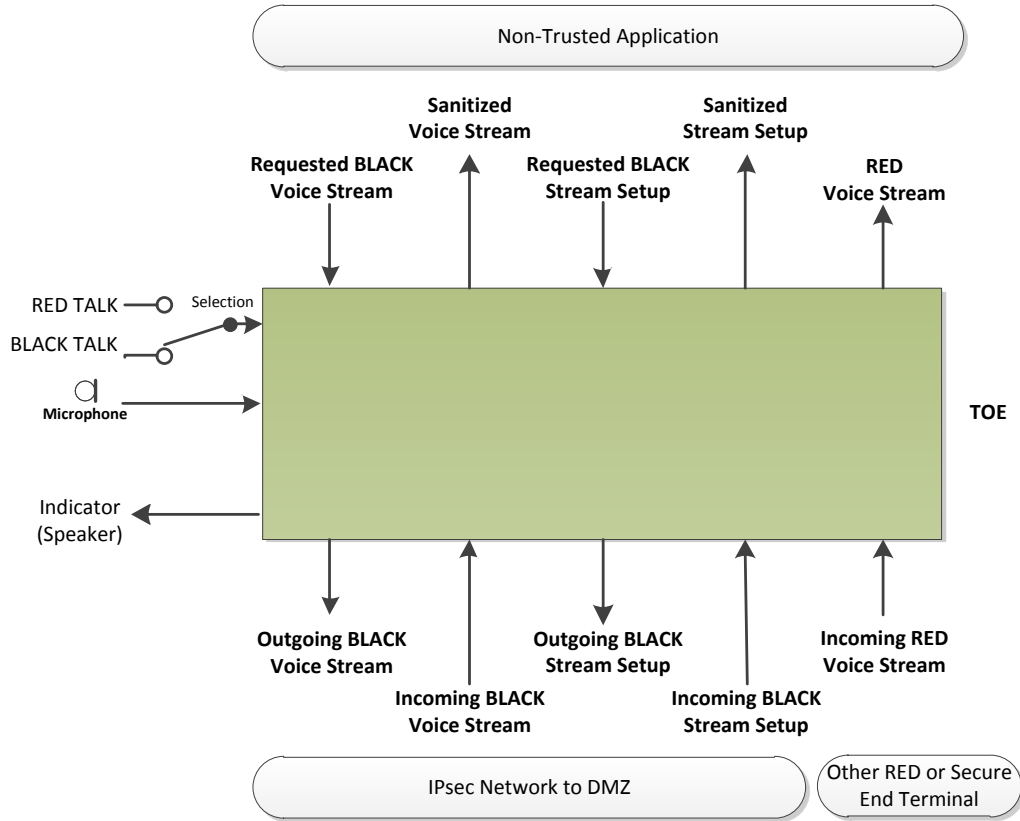 Non-Trusted Application
Sanitized
Voice Stream
Sanitized
Stream Setup
Requested BLACK
Voice Stream
Requested BLACK
Stream Setup
RED
Voice Stream
RED TALK
Selection
BLACK TALK
Microphone
TOE
Indicator
(Speaker)
Outgoing BLACK
Voice Stream
Outgoing BLACK
Stream Setup
Incoming RED
Voice Stream
Incoming BLACK
Voice Stream
Incoming BLACK
Stream Setup
IPsec Network to DMZ
Other RED or Secure
End Terminal